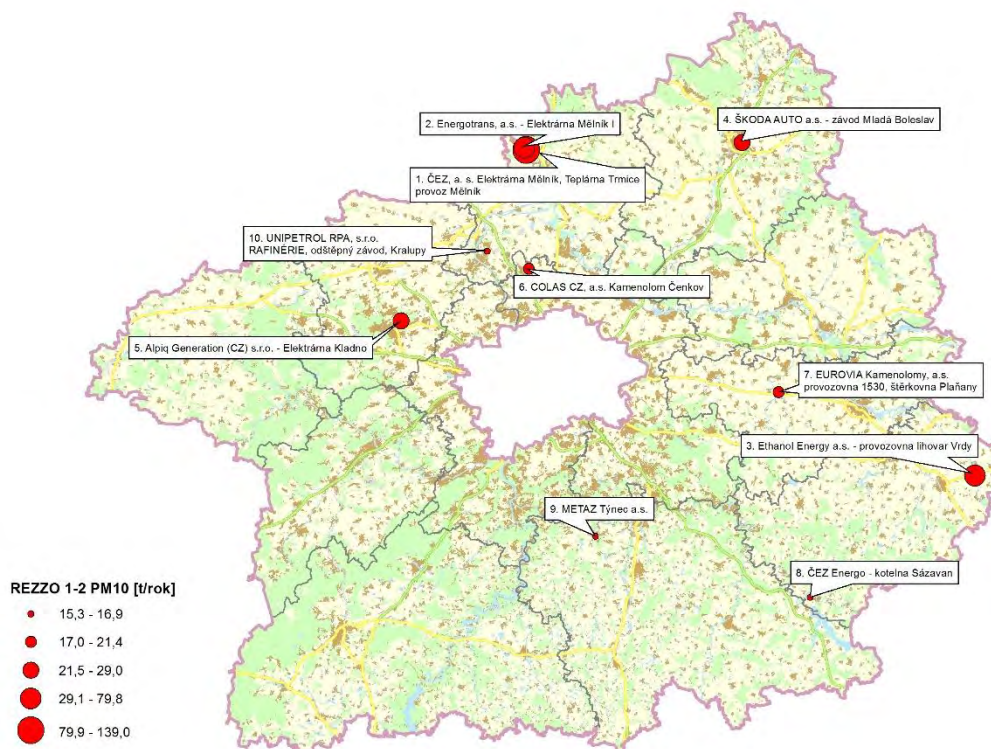 2. Energotrans, a.s. - Elektrárna Mělník I
4. ŠKODA AUTO a.s. - závod Mladá Boleslav
1. ČEZ, a. s. Elektrárna Mělník, Teplárna Trmice
provoz Mělník
10. UNIPETROL RPA, s.r.o.
RAFINÉRIE, odštěpný závod, Kralupy
6. COLAS CZ, a.s. Kamenolom Čenkov
5. Alpiq Generation (CZ) s.r.o. - Elektrárna Kladno
7. EUROVIA Kamenolomy, a.s.
provozovna 1530, štěrkovna Plaňany
3. Ethanol Energy a.s. - provozovna lihovar Vrdy
9. METAZ Týnec a.s.
8. ČEZ Energo - kotelna Sázavan
REZZO 1-2 PM10 [t/rok]
15,3 - 16,9
17,0 - 21,4
21,5 - 29,0
29,1 - 79,8
79,9 - 139,0